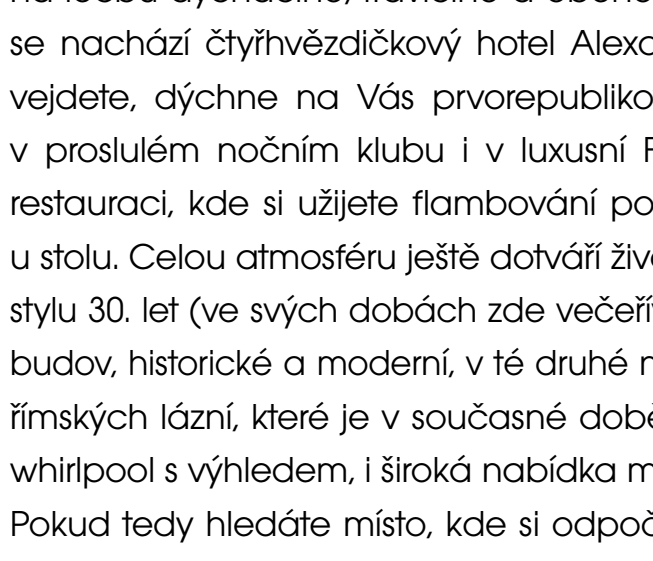 se nachází čtyřhvězdičkový hotel
vejdete, dýchne na Vás
v proslulém nočním klubu i v luxusní
restauraci, kde si užijete flambování
u stolu. Celou atmosféru ještě dotváří
stylu 30. let (ve svých dobách zde
budov, historické a moderní, v té druhé
římských lázní, které je v současné
whirlpool s výhledem, i široká nabídka
Pokud tedy hledáte místo, kde si